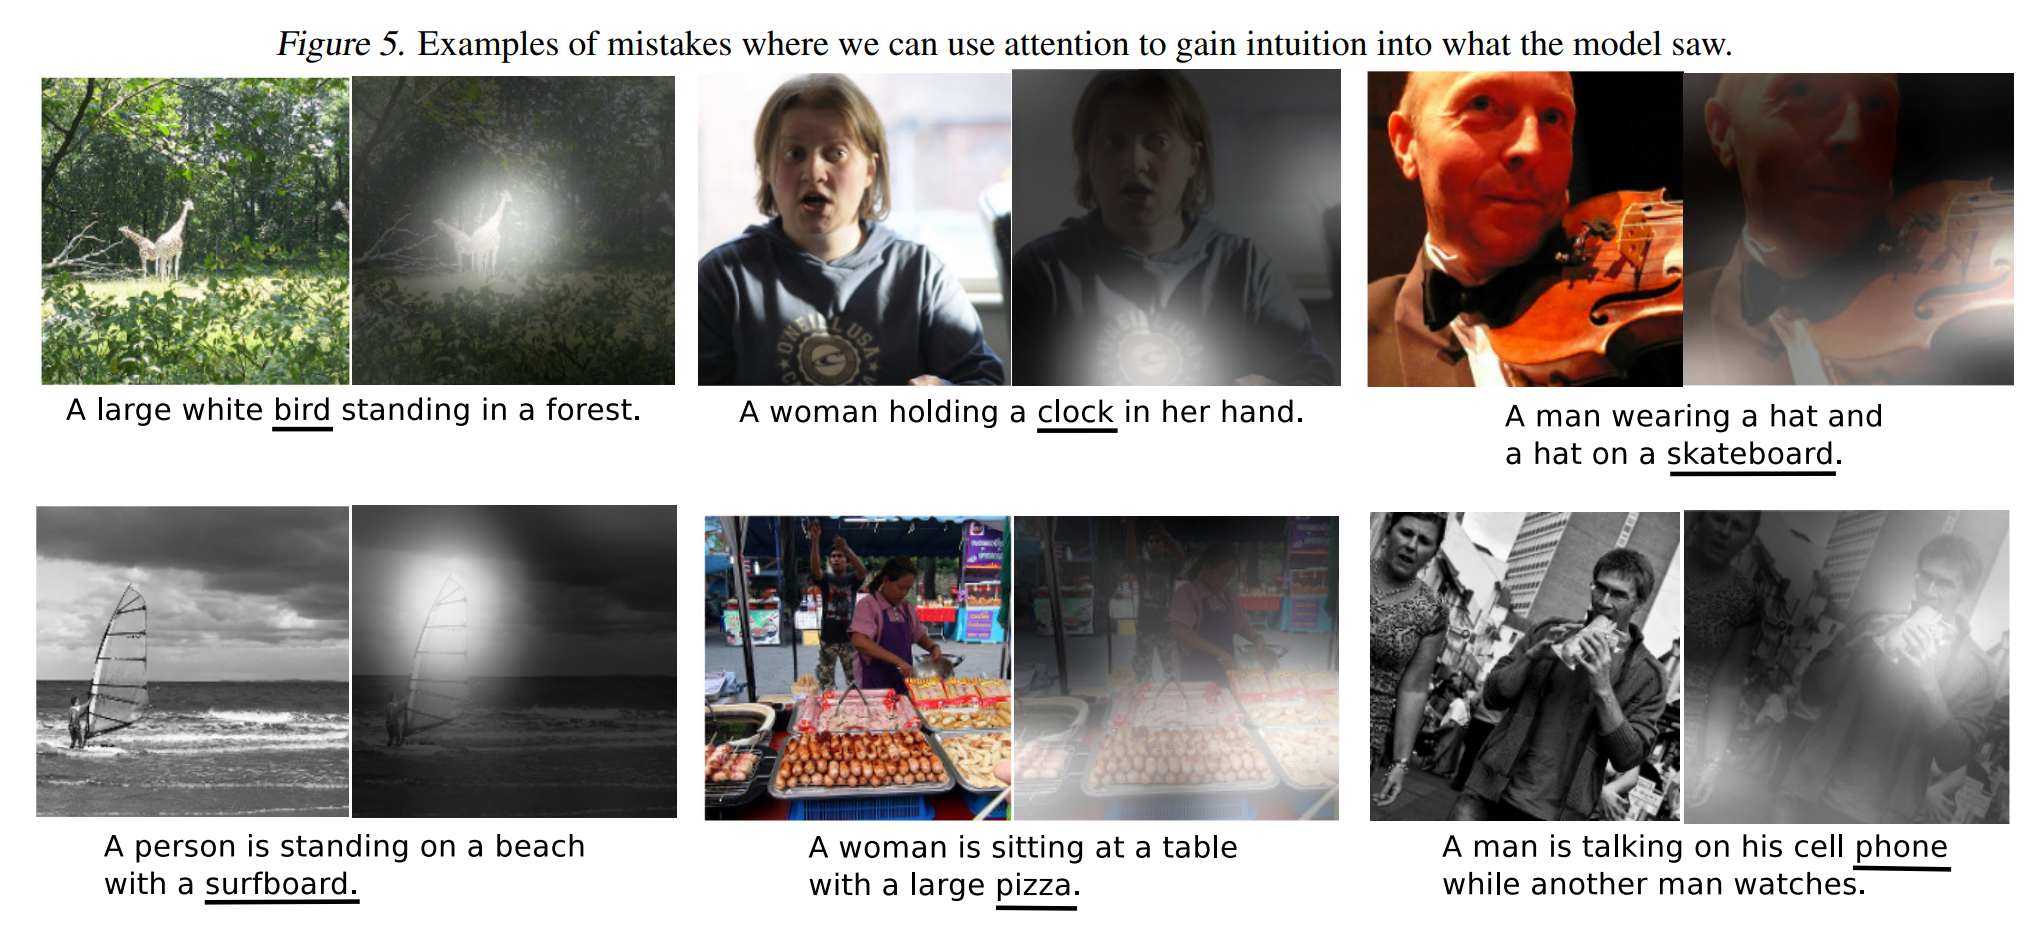 Figure 5. Examples of mistakes where we can use attention to gain intuition into what the model saw.
ONEILL USA
A large white bird standing in a forest.
A woman holding a clock in her hand.
A man wearing a hat and
a hat on a skateboard.
A person is standing on a beach
with a surfboard.
A woman is sitting at a table
with a large pizza.
A man is talking on his cell phone
while another man watches.